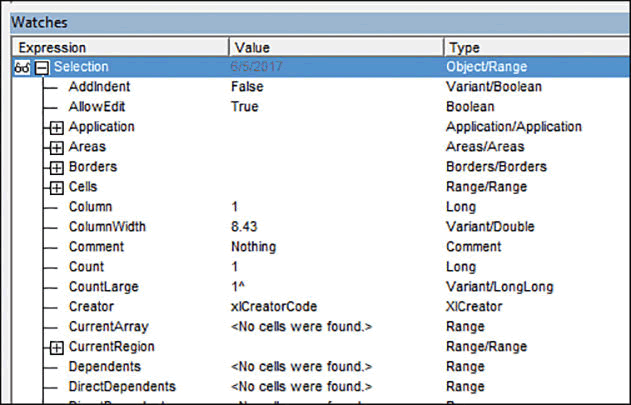 Watches
Expression Value Type
Selection 6/5/2017 Object/Range
AddIndent False Variant/Boolean
AllowEdit True Boolean
Application Application/Application
Areas Areas/Areas
Borders Borders/Borders
Cells Range/Range
Column 1 Long
ColumnWidth 8.43 Variant/Double
Comment Nothing Comment
Count 1 Long
CountLarge 1^ Variant/LongLong
Creator xlCreatorCode XlCreator
CurrentArray <No cells were found.> Range
CurrentRegion Range/Range
Dependents <No cells were found.> Range
DirectDependents <No cells were found.> Range